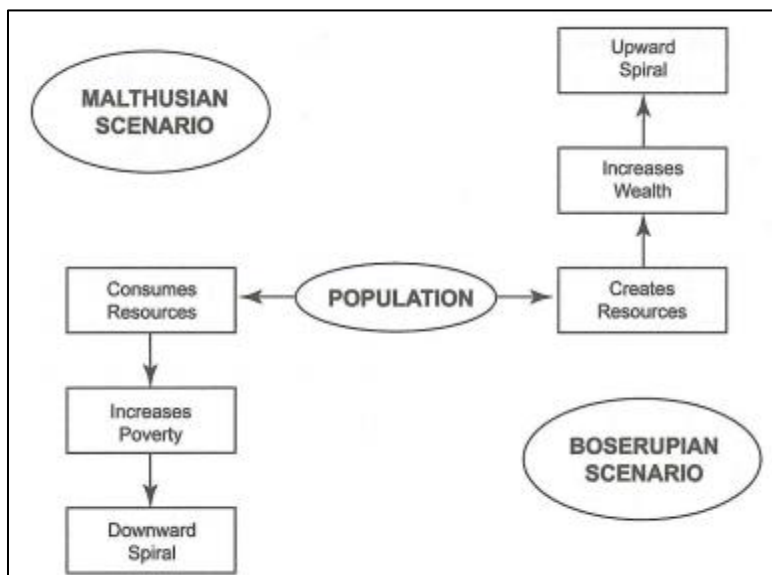 MALTHUSIAN
SCENARIO
Upward
Spiral
Increases
Wealth
Consumes
Resources
POPULATION
Creates
Resources
Increases
Poverty
BOSERUPIAN
SCENARIO
Downward
Spiral